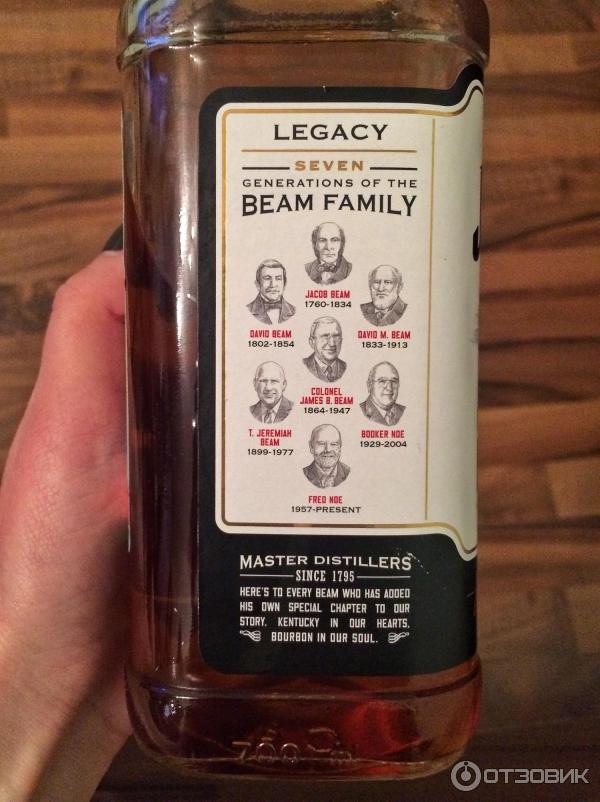 LEGACY
SEVEN
GENERATIONS OF THE
BEAM FAMILY
JACOB BEAM
1760-1834
DAVID BEAM
1802-1854
DAVID M. BEAM
1833-1913
COLONEL
JAMES B. BEAM
1864-1947
T. JEREMIAH
BEAM
1899-1977
BOOKER NOE
1929-2004
FRED NOE
1957-PRESENT
MASTER DISTILLERS
SINCE 1795
HERE'S TO EVERY BEAM WHO HAS ADDED
HIS OWN SPECIAL CHAPTER TO OUR
STORY. KENTUCKY IN OUR HEARTS,
BOURBON IN OUR SOUL.
700
ОТЗОВИК